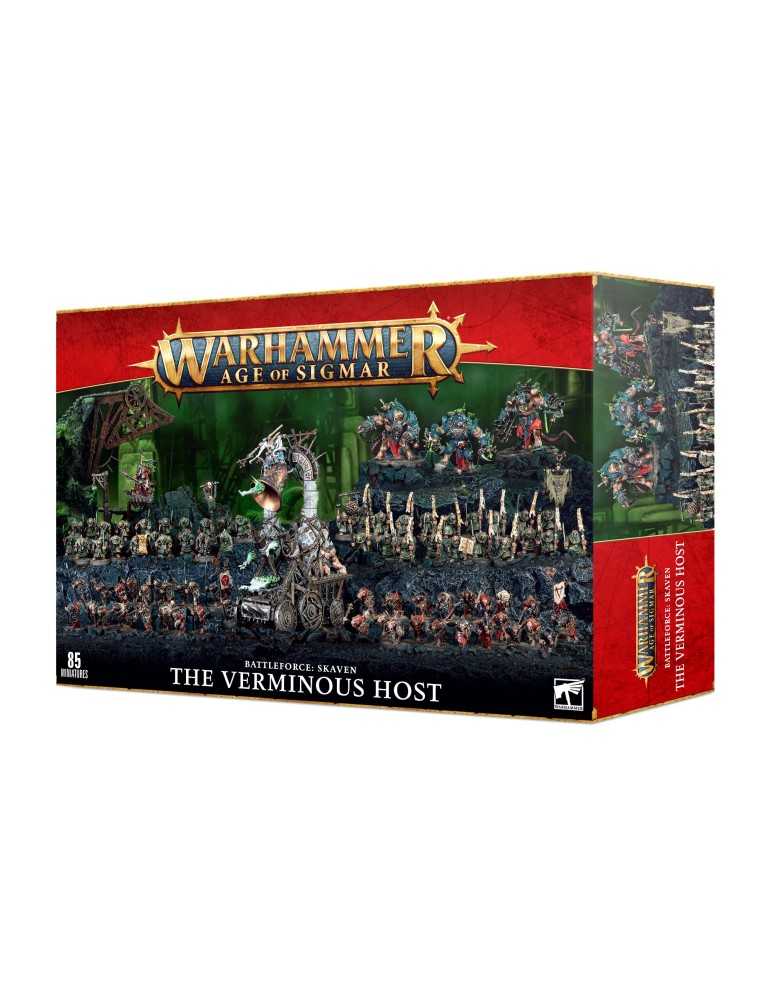 WARHAMMER
AGE OF SIGMAR
85
MINIATURES
BATTLEFORCE: SKAVEN
THE VERMINOUS HOST
WARHAMMER
WARHAMMER
AGE OF SIGMAR
BATTLEFORCE: SKAVEN
THE VERMINOUS HOST